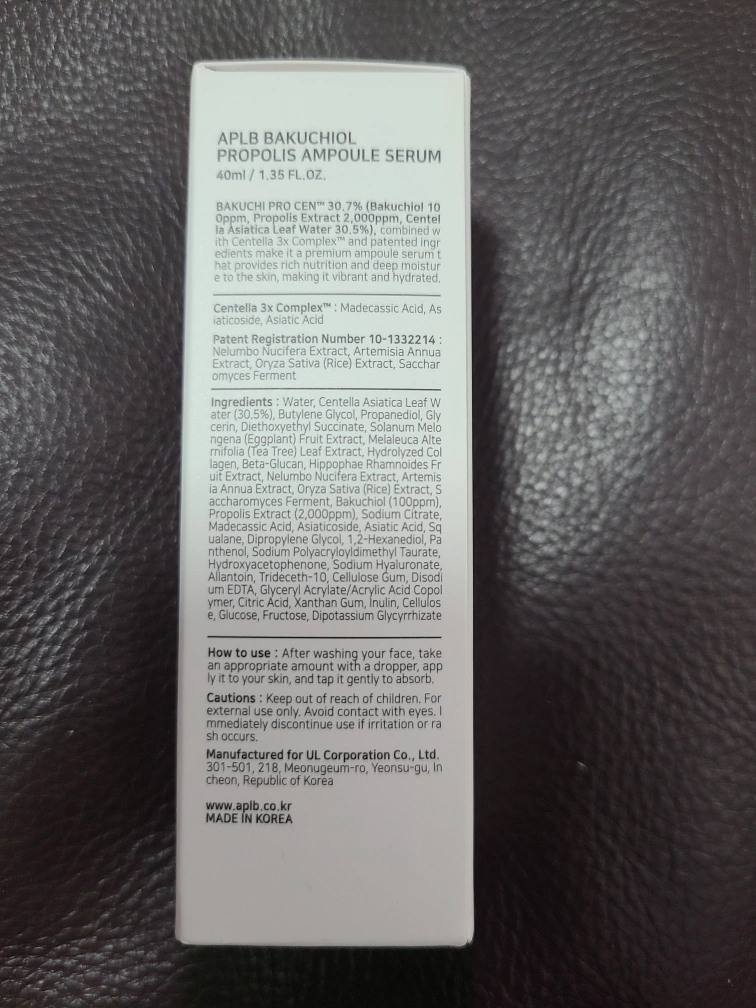 APLB BAKUCHIOL
PROPOLIS AMPOULE SERUM
40ml / 1.35 FL.OZ.
BAKUCHI PRO CEN™ 30.7% (Bakuchiol 10
0ppm, Propolis Extract 2,000ppm, Centel
la Asiatica Leaf Water 30.5%), combined w
ith Centella 3x Complex™ and patented ingr
edients make it a premium ampoule serum t
hat provides rich nutrition and deep moistur
e to the skin, making it vibrant and hydrated.
Centella 3x Complex™ : Madecassic Acid, As
iaticoside, Asiatic Acid
Patent Registration Number 10-1332214 :
Nelumbo Nucifera Extract, Artemisia Annua
Extract, Oryza Sativa (Rice) Extract, Sacchar
omyces Ferment
Ingredients : Water, Centella Asiatica Leaf W
ater (30.5%), Butylene Glycol, Propanediol, Gly
cerin, Diethoxyethyl Succinate, Solanum Melo
ngena (Eggplant) Fruit Extract, Melaleuca Alte
rnifolia (Tea Tree) Leaf Extract, Hydrolyzed Col
lagen, Beta-Glucan, Hippophae Rhamnoides Fr
uit Extract, Nelumbo Nucifera Extract, Artemis
ia Annua Extract, Oryza Sativa (Rice) Extract, S
accharomyces Ferment, Bakuchiol (100ppm),
Propolis Extract (2,000ppm), Sodium Citrate,
Madecassic Acid, Asiaticoside, Asiatic Acid, Sq
ualane, Dipropylene Glycol, 1,2-Hexanediol, Pa
nthenol, Sodium Polyacryloyldimethyl Taurate,
Hydroxyacetophenone, Sodium Hyaluronate,
Allantoin, Trideceth-10, Cellulose Gum, Disodi
um EDTA, Glyceryl Acrylate/Acrylic Acid Copol
ymer, Citric Acid, Xanthan Gum, Inulin, Cellulos
e, Glucose, Fructose, Dipotassium Glycyrrhizate
How to use : After washing your face, take
an appropriate amount with a dropper, app
ly it to your skin, and tap it gently to absorb.
Cautions : Keep out of reach of children. For
external use only. Avoid contact with eyes. I
mmediately discontinue use if irritation or ra
sh occurs.
Manufactured for UL Corporation Co., Ltd.
301-501, 218, Meonugeum-ro, Yeonsu-gu, In
cheon, Republic of Korea
www.aplb.co.kr
MADE IN KOREA